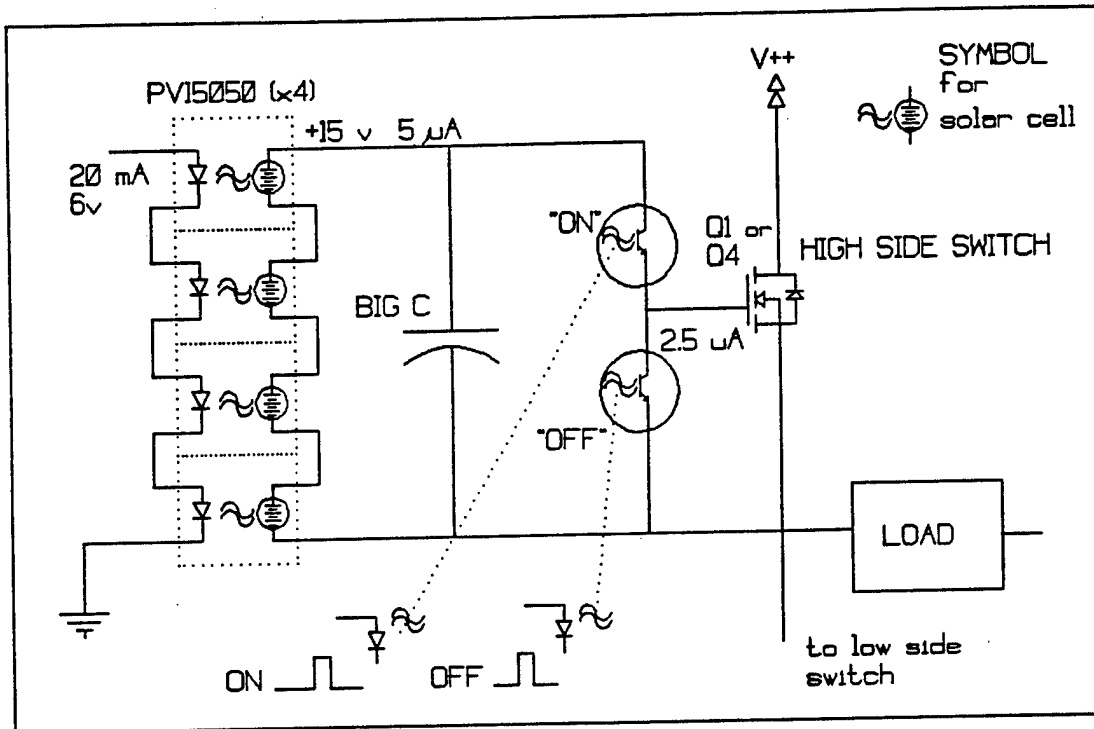 PVI5050 (x4)
+15 v 5 µA
20 mA
6v
V++
SYMBOL
for
solar cell
"ON"
Q1 or
Q4
HIGH SIDE SWITCH
BIG C
2.5 uA
"OFF"
LOAD
ON
OFF
to low side
switch